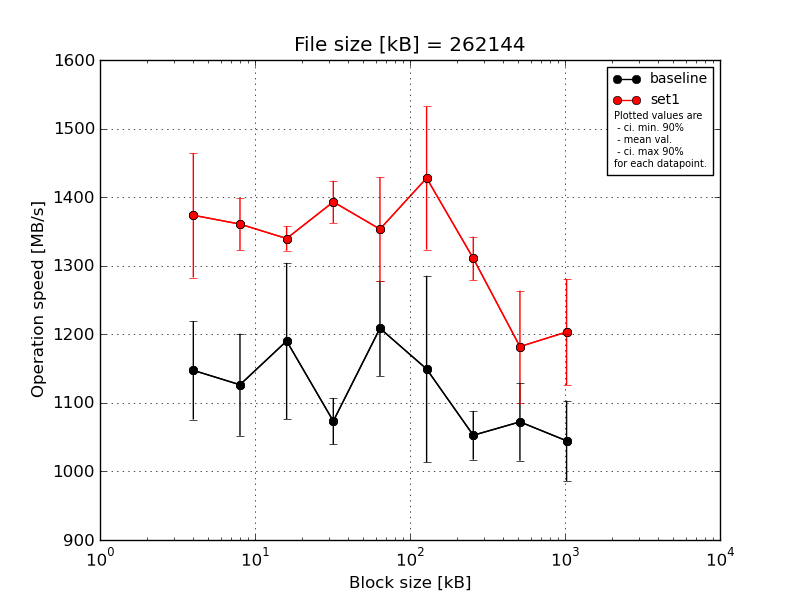 File size [kB] = 262144
1600
1500
1400
1300
1200
1100
1000
900
Operation speed [MB/s]
baseline
set1
Plotted values are
- ci. min. 90%
- mean val.
- ci. max 90%
for each datapoint.
10⁰ 10¹ 10² 10³ 10⁴
Block size [kB]